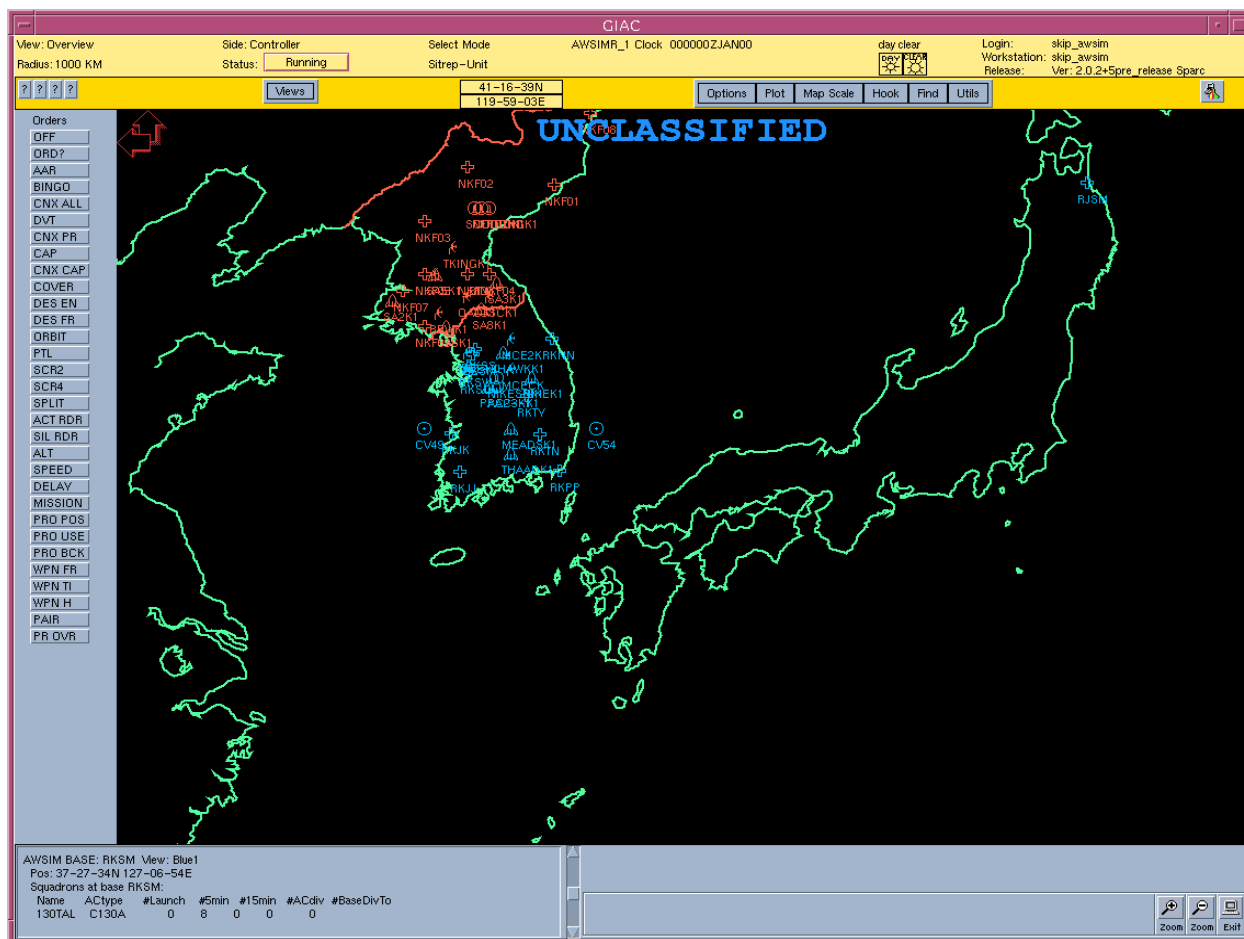 GIAC
View: Overview Side: Controller Select Mode AWSIMR_1 Clock 000000ZJAN00 day clear Login: skip_awsim
Radius: 1000 KM Status: Running Sitrep-Unit DAY CLEAR Workstation: skip_awsim
Release: Ver: 2.0.2+5pre_release Sparc
? ? ? ? Views 41-16-39N Options Plot Map Scale Hook Find Utils
119-59-03E
Orders
OFF
ORD?
AAR
BINGO
CNX ALL
DVT
CNX PR
CAP
CNX CAP
COVER
DES EN
DES FR
ORBIT
PTL
SCR2
SCR4
SPLIT
ACT RDR
SIL RDR
ALT
SPEED
DELAY
MISSION
PRO POS
PRO USE
PRO BCK
WPN FR
WPN TI
WPN H
PAIR
PR OVR
UNCLASSIFIED
NKF02
NKF01
RJSM
NKF03
TKINGK1
NKF07
SA2K1
SA3K1
SA8K1
RKTY
CV49
RKJK
MEADSK1
RKTN
CV54
RKJJ
RKPP
AWSIM BASE: RKSM View: Blue1
Pos: 37-27-34N 127-06-54E
Squadrons at base RKSM:
Name ACtype #Launch #5min #15min #ACdiv #BaseDivTo
130TAL C130A 0 8 0 0 0
Zoom Zoom Exit